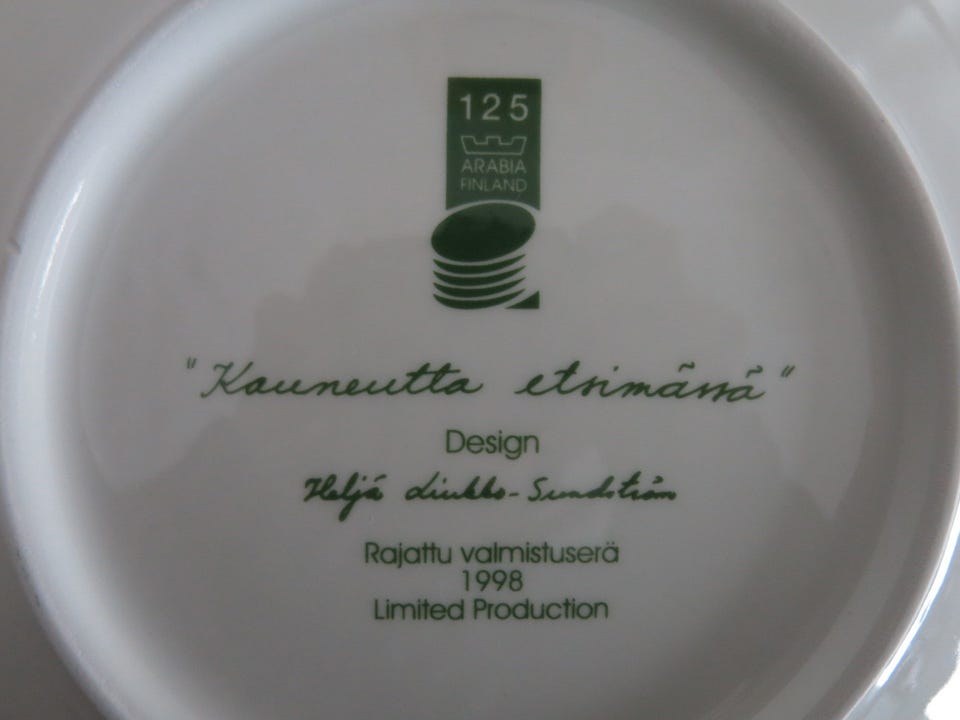 125
ARABIA
FINLAND
"Kauneutta etsimässä"
Design
Heljä Liukko-Sundström
Rajattu valmistuserä
1998
Limited Production